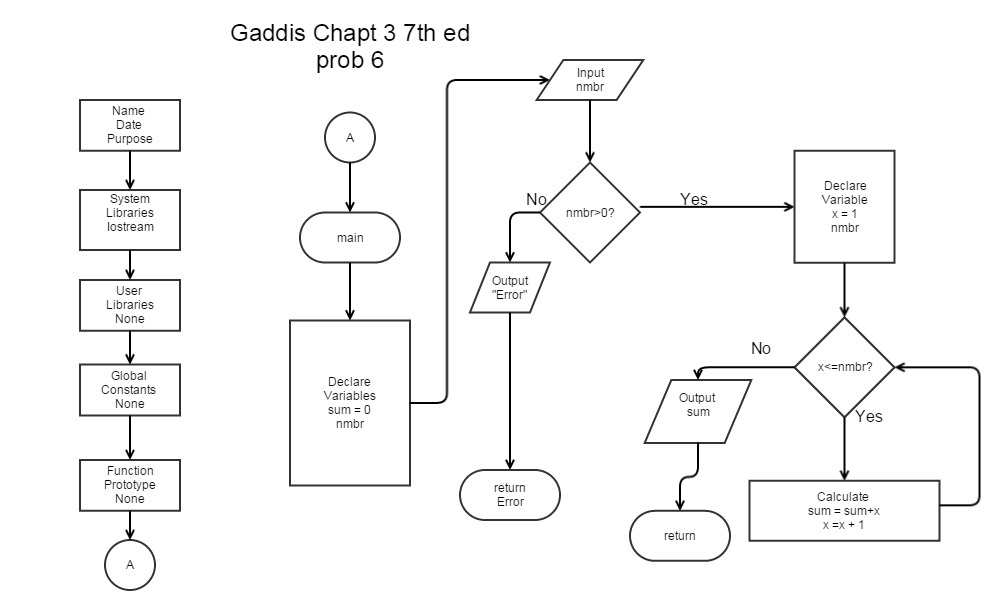 Gaddis Chapt 3 7th ed
prob 6
Name
Date
Purpose
System
Libraries
Iostream
User
Libraries
None
Global
Constants
None
Function
Prototype
None
A
A
main
Declare
Variables
sum = 0
nmbr
Input
nmbr
nmbr>0?
No
Output
"Error"
return
Error
Yes
Declare
Variable
x = 1
nmbr
x<=nmbr?
No
Output
sum
return
Yes
Calculate
sum = sum+x
x =x + 1